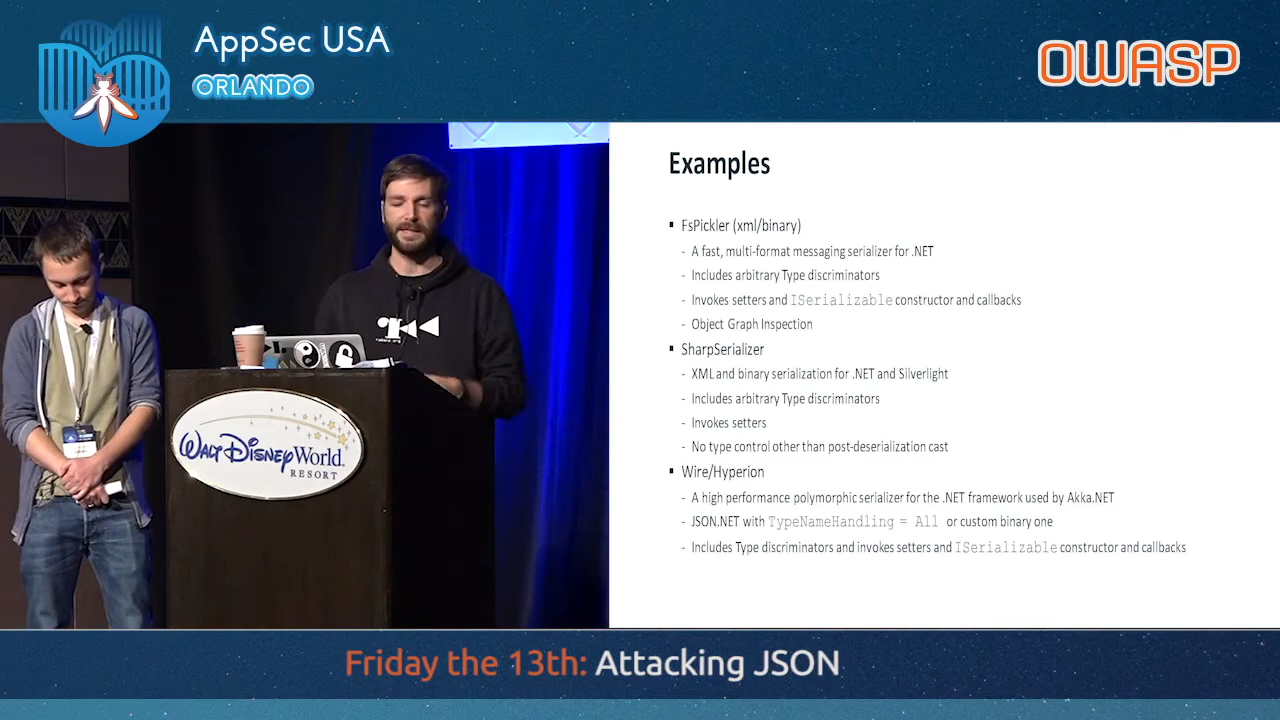 AppSec USA
ORLANDO
OWASP
Examples
▪ FsPickler (xml/binary)
- A fast, multi-format messaging serializer for .NET
- Includes arbitrary Type discriminators
- Invokes setters and ISerializable constructor and callbacks
- Object Graph Inspection
▪ SharpSerializer
- XML and binary serialization for .NET and Silverlight
- Includes arbitrary Type discriminators
- Invokes setters
- No type control other than post-deserialization cast
▪ Wire/Hyperion
- A high performance polymorphic serializer for the .NET framework used by Akka.NET
- JSON.NET with TypeNameHandling = All or custom binary one
- Includes Type discriminators and invokes setters and ISerializable constructor and callbacks
WALT DISNEY World
RESORT
Friday the 13th: Attacking JSON